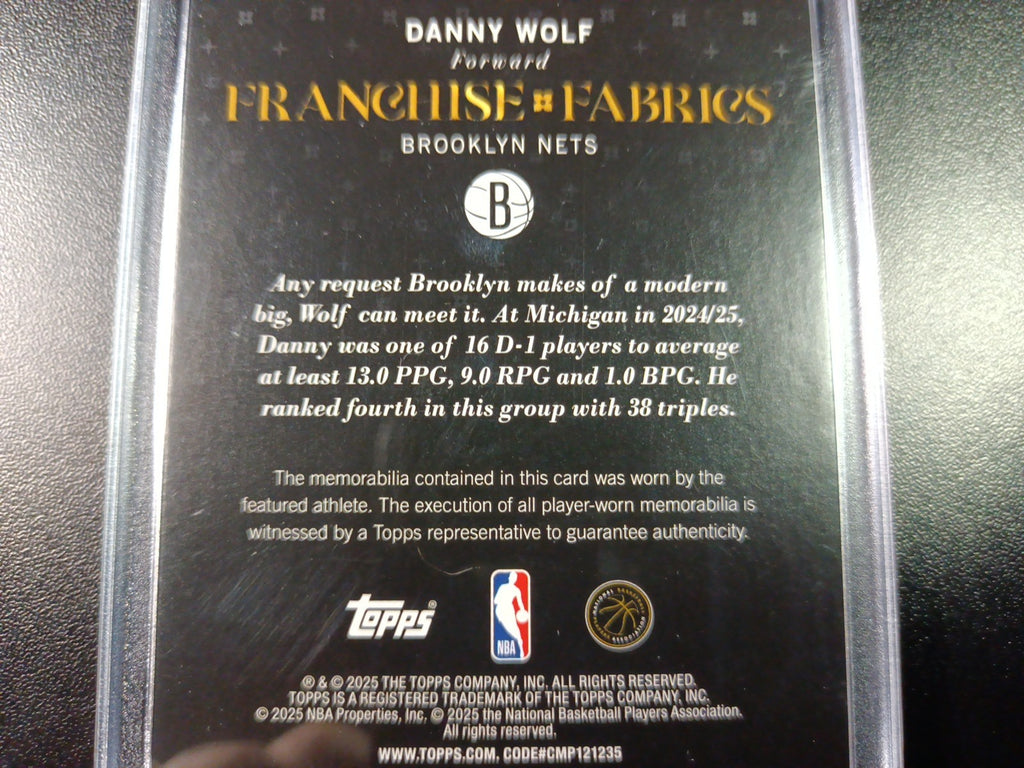 DANNY WOLF
Forward
FRANCHISE FABRICS
BROOKLYN NETS
B
Any request Brooklyn makes of a modern
big, Wolf can meet it. At Michigan in 2024/25,
Danny was one of 16 D-1 players to average
at least 13.0 PPG, 9.0 RPG and 1.0 BPG. He
ranked fourth in this group with 38 triples.
The memorabilia contained in this card was worn by the
featured athlete. The execution of all player-worn memorabilia is
witnessed by a Topps representative to guarantee authenticity.
topps®
NBA
NATIONAL BASKETBALL ASSOCIATION
® & © 2025 THE TOPPS COMPANY, INC. ALL RIGHTS RESERVED.
TOPPS IS A REGISTERED TRADEMARK OF THE TOPPS COMPANY, INC.
© 2025 NBA Properties, Inc. © 2025 the National Basketball Players Association.
All rights reserved.
WWW.TOPPS.COM. CODE#CMP121235